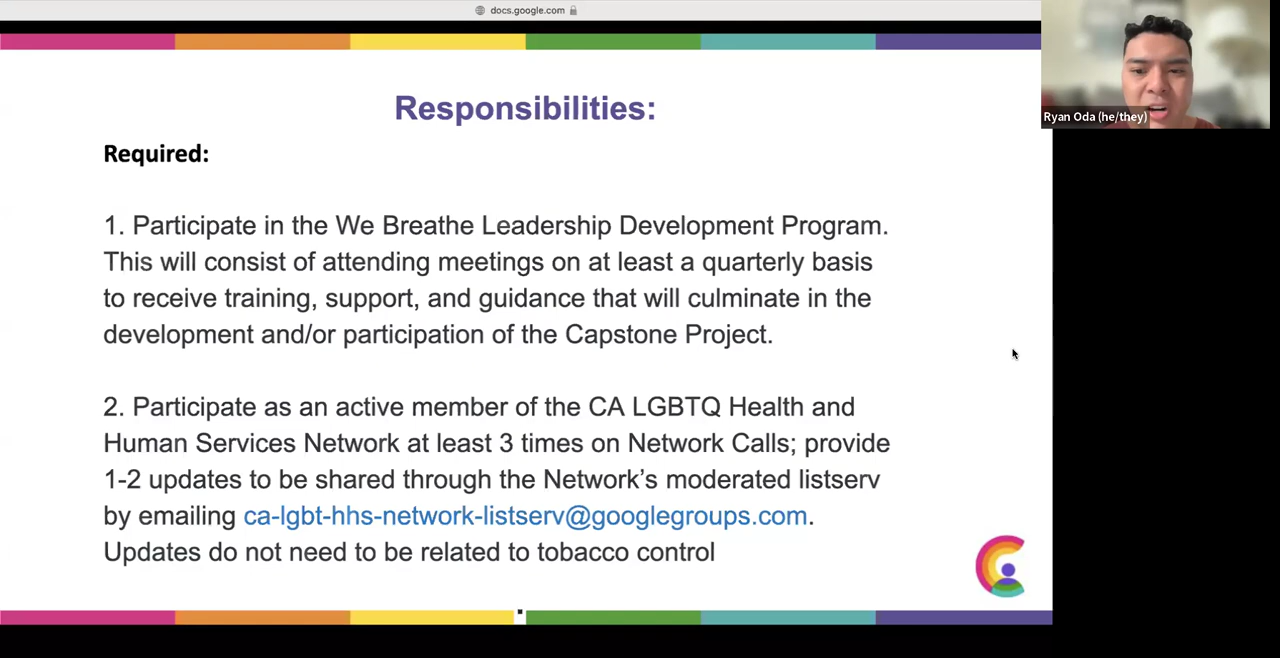 docs.google.com
Ryan Oda (he/they)
Responsibilities:
Required:
1. Participate in the We Breathe Leadership Development Program.
This will consist of attending meetings on at least a quarterly basis
to receive training, support, and guidance that will culminate in the
development and/or participation of the Capstone Project.
2. Participate as an active member of the CA LGBTQ Health and
Human Services Network at least 3 times on Network Calls; provide
1-2 updates to be shared through the Network’s moderated listserv
by emailing ca-lgbt-hhs-network-listserv@googlegroups.com.
Updates do not need to be related to tobacco control